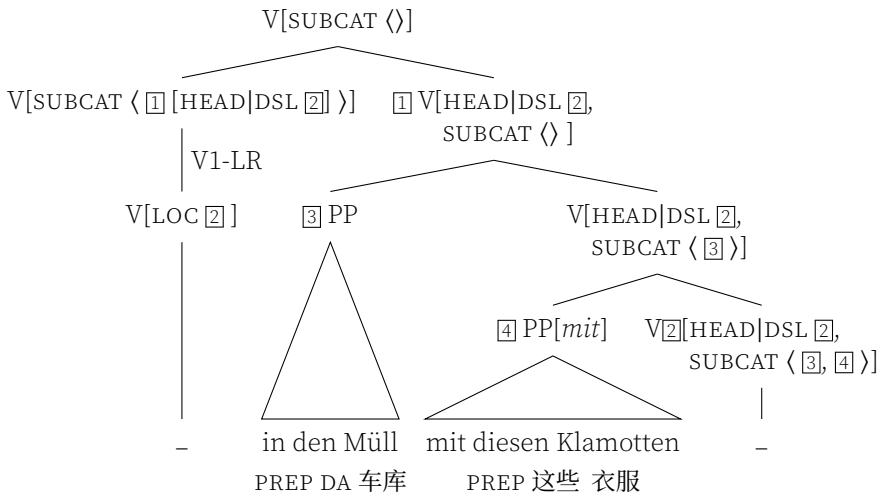 V[SUBCAT ⟨⟩]
V[SUBCAT ⟨ 1 [HEAD|DSL 2] ⟩] 1 V[HEAD|DSL 2,
SUBCAT ⟨⟩ ]
V1-LR
V[LOC 2 ] 3 PP V[HEAD|DSL 2,
SUBCAT ⟨ 3 ⟩]
4 PP[mit] V2[HEAD|DSL 2,
SUBCAT ⟨ 3, 4 ⟩]
– in den Müll mit diesen Klamotten –
PREP DA 车库 PREP 这些 衣服